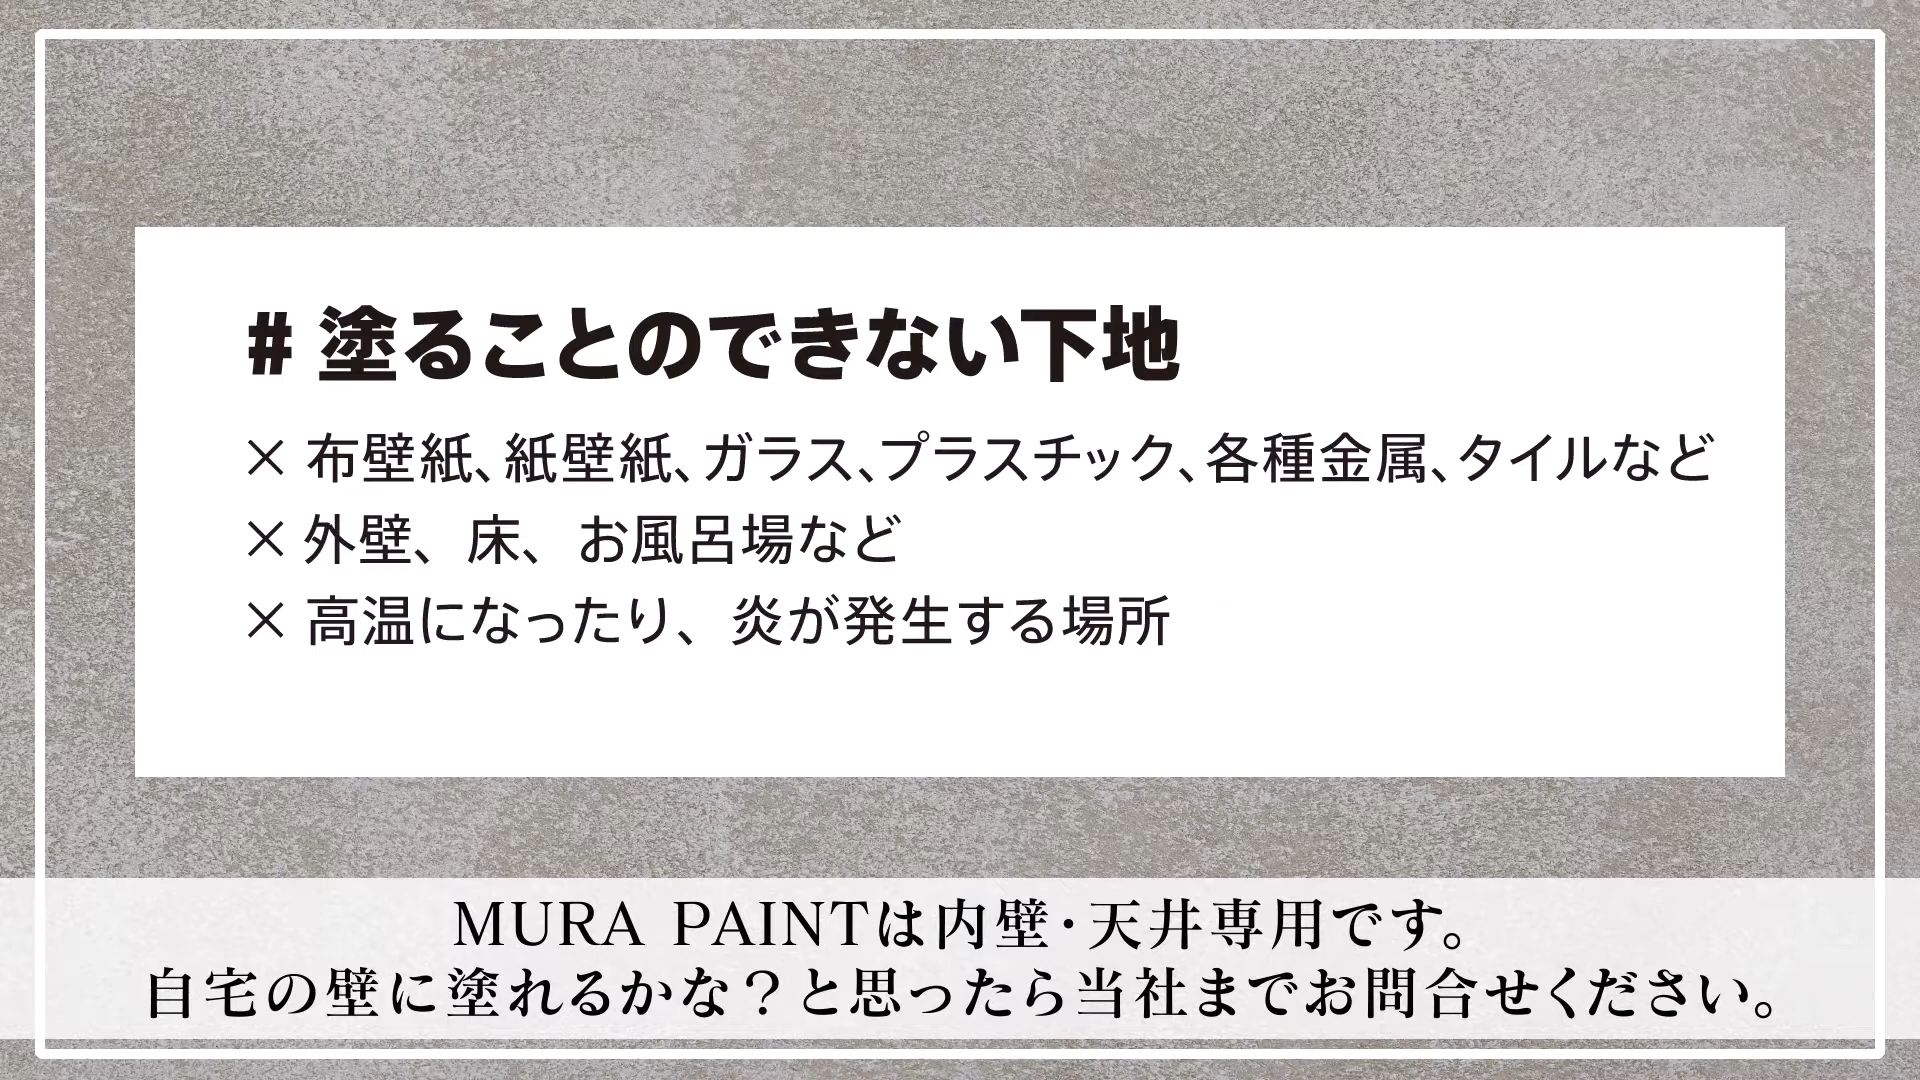 # 塗ることのできない下地
× 布壁紙、紙壁紙、ガラス、プラスチック、各種金属、タイルなど
× 外壁、床、お風呂場など
× 高温になったり、炎が発生する場所
MURA PAINTは内壁・天井専用です。
自宅の壁に塗れるかな？と思ったら当社までお問合せください。